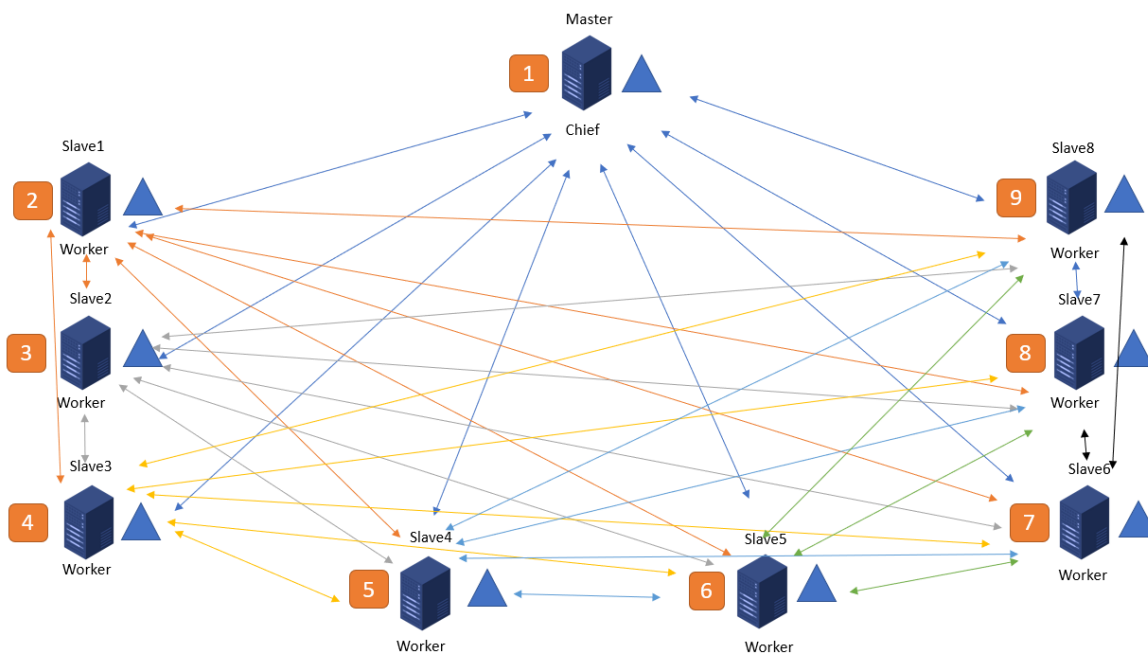 Master
1
Chief
Slave1
2
Worker
Slave8
9
Worker
Slave2
3
Worker
Slave7
8
Worker
Slave3
4
Worker
Slave6
7
Worker
Slave4
5
Worker
Slave5
6
Worker